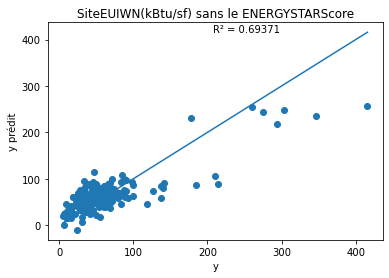 SiteEUIWN(kBtu/sf) sans le ENERGYSTARScore
R² = 0.69371
400
300
200
100
0
y prédit
0
100
200
300
400
y